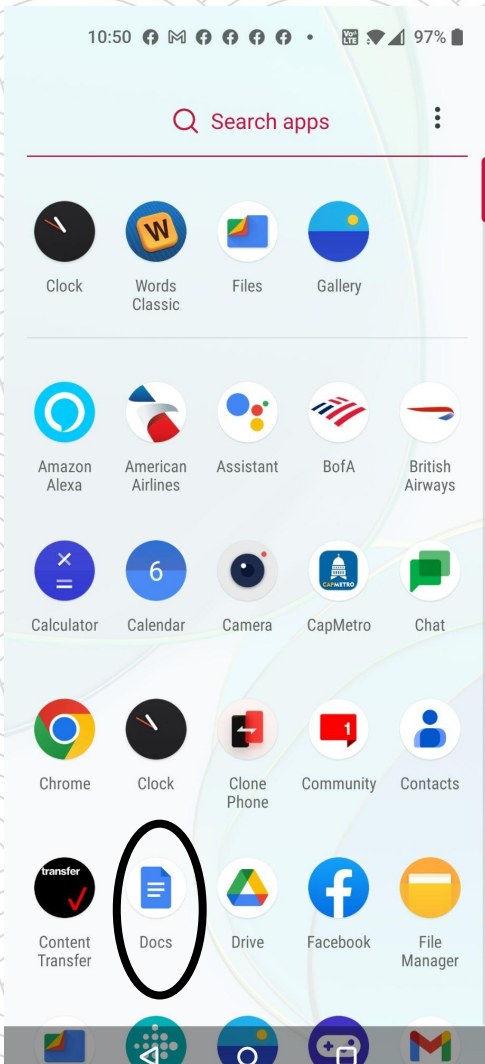 10:50 97%
Vo))
LTE
Search apps
W
Clock Words Files Gallery
Classic
Amazon American Assistant BofA British
Alexa Airlines Airways
6
CAPMETRO
Calculator Calendar Camera CapMetro Chat
1
Chrome Clock Clone Community Contacts
Phone
transfer
Content Docs Drive Facebook File
Transfer Manager